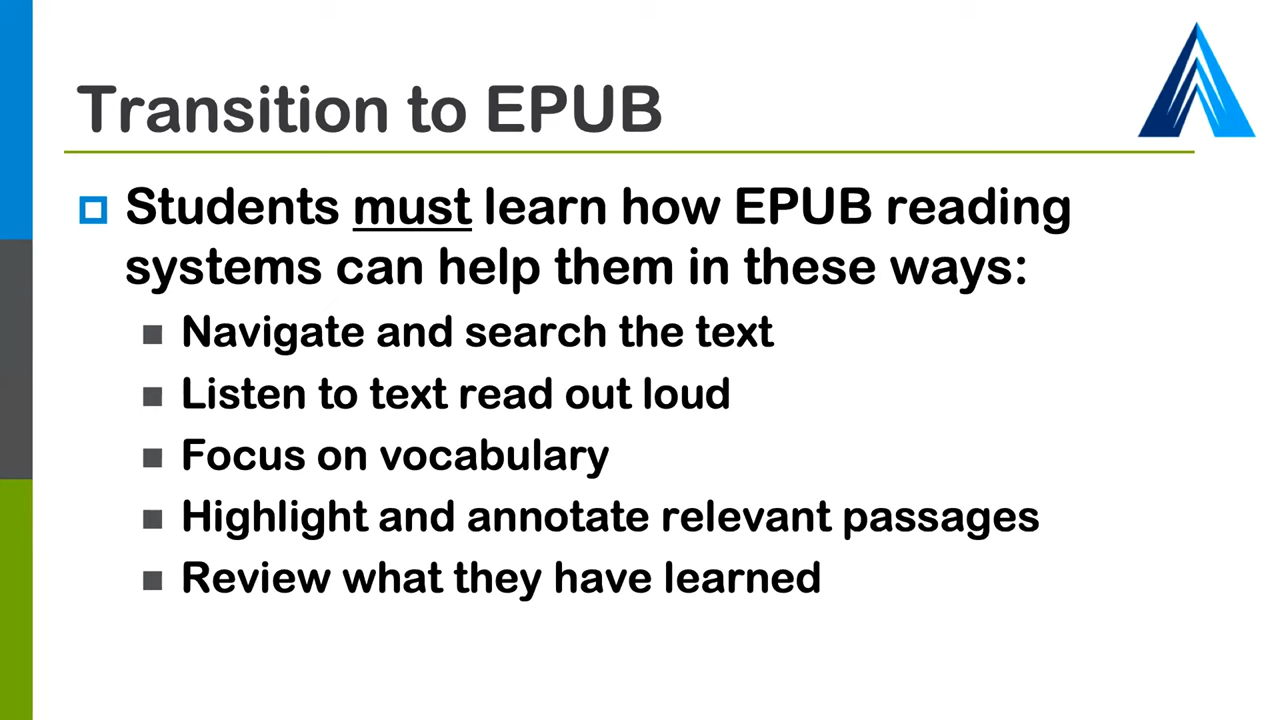 Transition to EPUB
Students must learn how EPUB reading
systems can help them in these ways:
Navigate and search the text
Listen to text read out loud
Focus on vocabulary
Highlight and annotate relevant passages
Review what they have learned